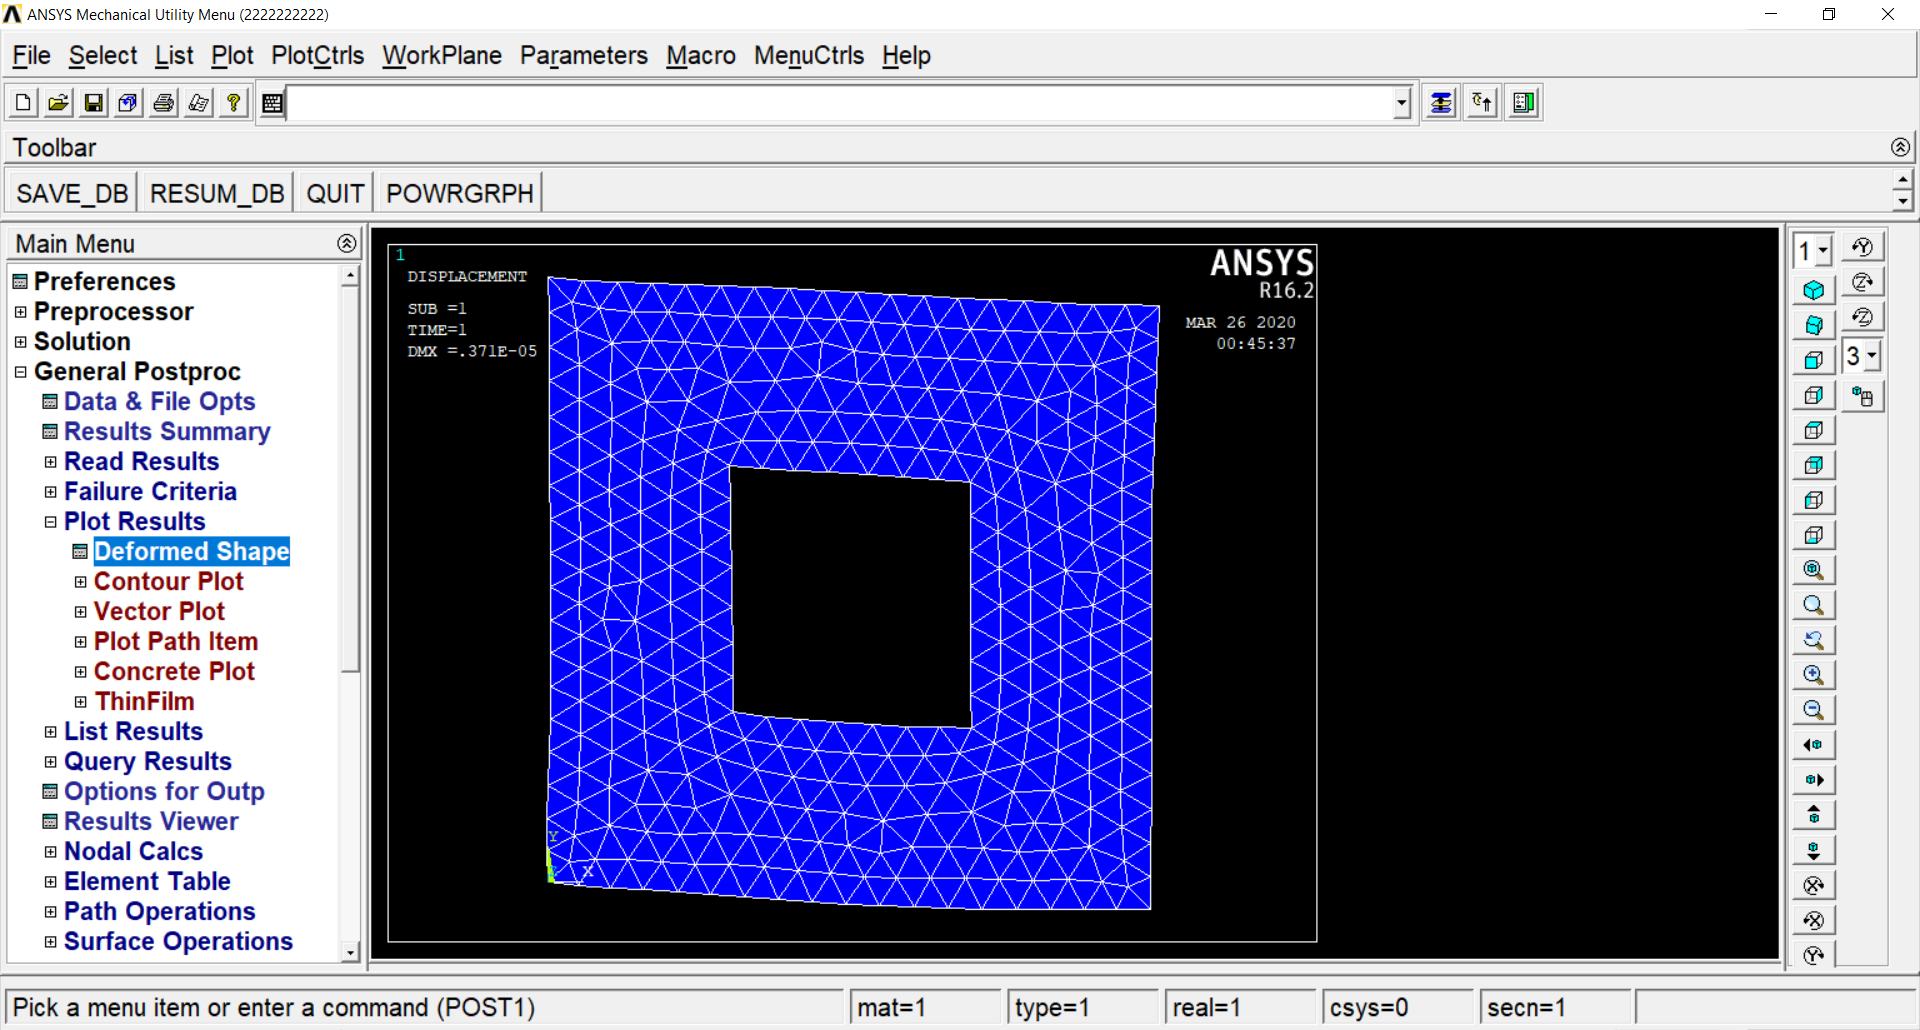 ANSYS Mechanical Utility Menu (2222222222)
File Select List Plot PlotCtrls WorkPlane Parameters Macro MenuCtrls Help
Toolbar
SAVE_DB RESUM_DB QUIT POWRGRPH
Main Menu
Preferences
Preprocessor
Solution
General Postproc
Data & File Opts
Results Summary
Read Results
Failure Criteria
Plot Results
Deformed Shape
Contour Plot
Vector Plot
Plot Path Item
Concrete Plot
ThinFilm
List Results
Query Results
Options for Outp
Results Viewer
Nodal Calcs
Element Table
Path Operations
Surface Operations
1
DISPLACEMENT
SUB =1
TIME=1
DMX =.371E-05
ANSYS
R16.2
MAR 26 2020
00:45:37
Y
X
1
3
Pick a menu item or enter a command (POST1)
mat=1
type=1
real=1
csys=0
secn=1